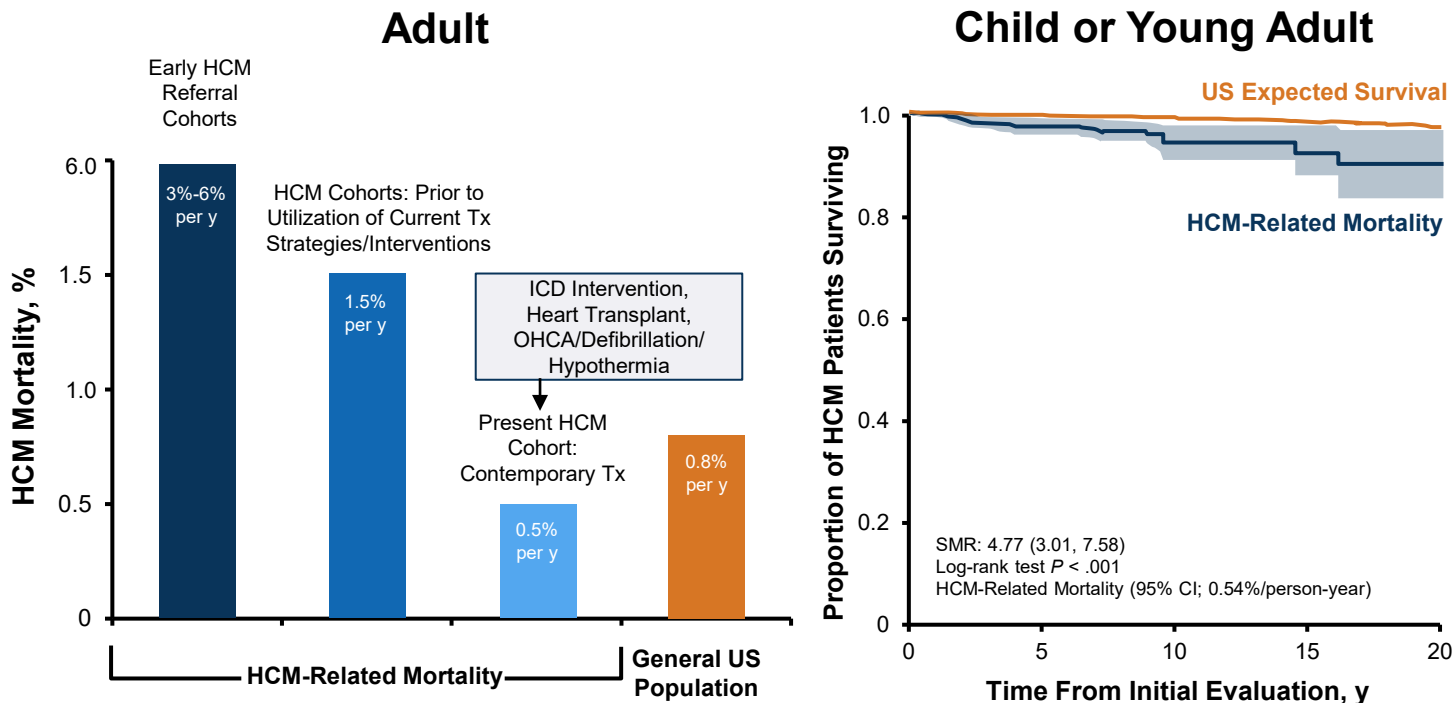 Adult
Early HCM
Referral
Cohorts
HCM Mortality, %
6.0
1.5
1.0
0.5
0
3%-6%
per y
HCM Cohorts: Prior to
Utilization of Current Tx
Strategies/Interventions
1.5%
per y
ICD Intervention,
Heart Transplant,
OHCA/Defibrillation/
Hypothermia
Present HCM
Cohort:
Contemporary Tx
0.5%
per y
0.8%
per y
HCM-Related Mortality
General US
Population
Child or Young Adult
US Expected Survival
HCM-Related Mortality
Proportion of HCM Patients Surviving
1.0
0.8
0.6
0.4
0.2
0
SMR: 4.77 (3.01, 7.58)
Log-rank test P < .001
HCM-Related Mortality (95% CI; 0.54%/person-year)
0 5 10 15 20
Time From Initial Evaluation, y